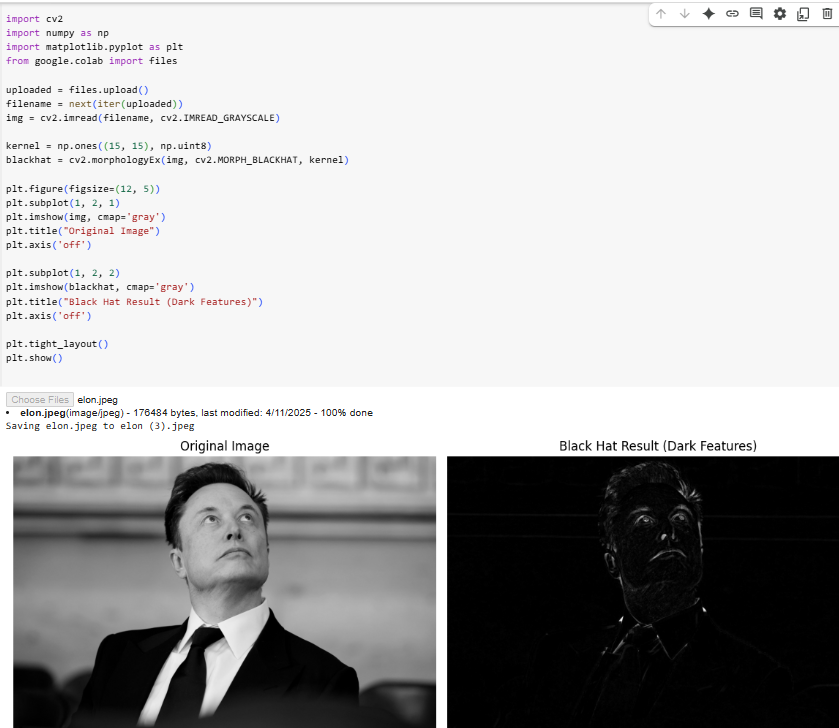 import cv2
import numpy as np
import matplotlib.pyplot as plt
from google.colab import files
uploaded = files.upload()
filename = next(iter(uploaded))
img = cv2.imread(filename, cv2.IMREAD_GRAYSCALE)
kernel = np.ones((15, 15), np.uint8)
blackhat = cv2.morphologyEx(img, cv2.MORPH_BLACKHAT, kernel)
plt.figure(figsize=(12, 5))
plt.subplot(1, 2, 1)
plt.imshow(img, cmap='gray')
plt.title("Original Image")
plt.axis('off')
plt.subplot(1, 2, 2)
plt.imshow(blackhat, cmap='gray')
plt.title("Black Hat Result (Dark Features)")
plt.axis('off')
plt.tight_layout()
plt.show()
Choose Files elon.jpeg
• elon.jpeg(image/jpeg) - 176484 bytes, last modified: 4/11/2025 - 100% done
Saving elon.jpeg to elon (3).jpeg
Original Image
Black Hat Result (Dark Features)